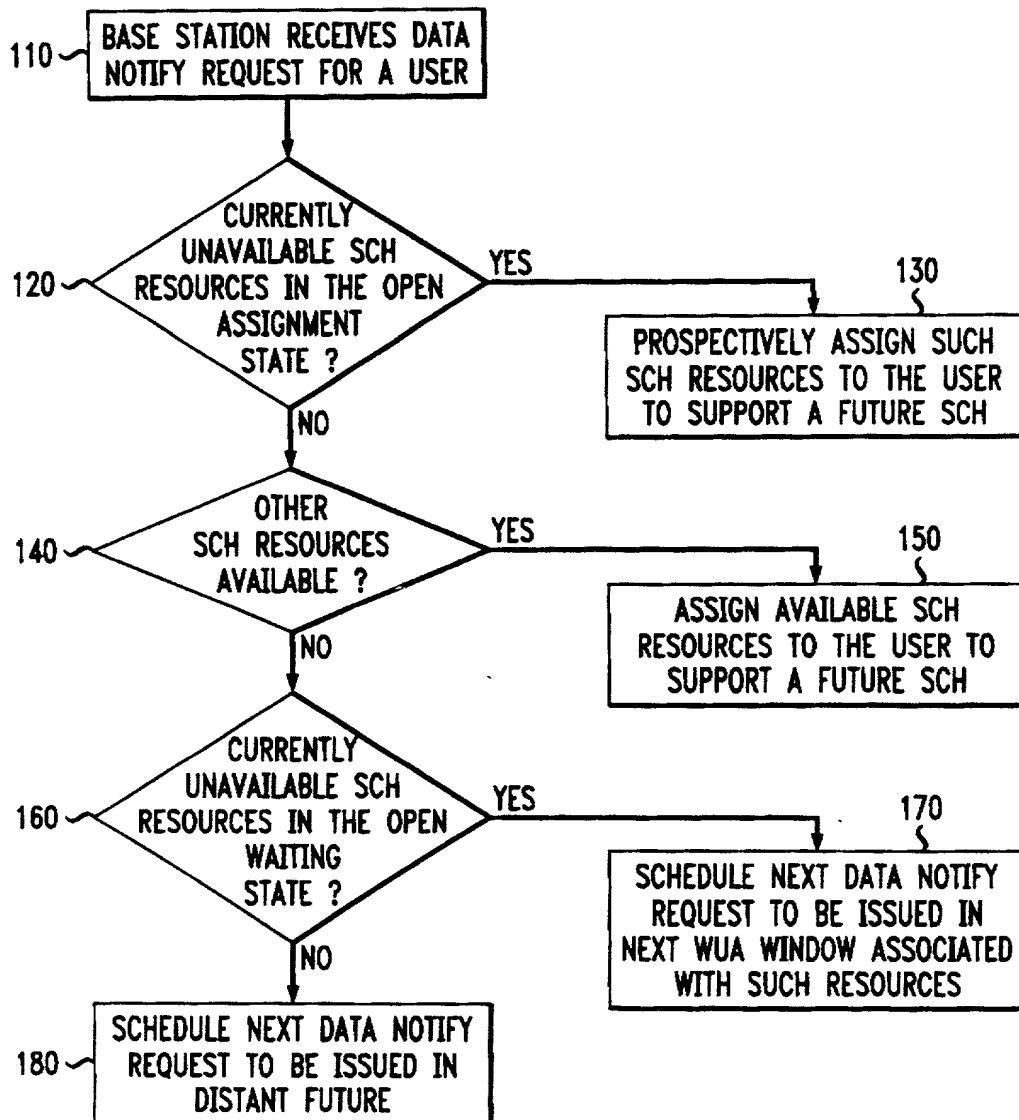 110
BASE STATION RECEIVES DATA
NOTIFY REQUEST FOR A USER
120
CURRENTLY
UNAVAILABLE SCH
RESOURCES IN THE OPEN
ASSIGNMENT
STATE ?
YES
130
PROSPECTIVELY ASSIGN SUCH
SCH RESOURCES TO THE USER
TO SUPPORT A FUTURE SCH
NO
140
OTHER
SCH RESOURCES
AVAILABLE ?
YES
150
ASSIGN AVAILABLE SCH
RESOURCES TO THE USER TO
SUPPORT A FUTURE SCH
NO
160
CURRENTLY
UNAVAILABLE SCH
RESOURCES IN THE OPEN
WAITING
STATE ?
YES
170
SCHEDULE NEXT DATA NOTIFY
REQUEST TO BE ISSUED IN
NEXT WUA WINDOW ASSOCIATED
WITH SUCH RESOURCES
NO
180
SCHEDULE NEXT DATA NOTIFY
REQUEST TO BE ISSUED IN
DISTANT FUTURE